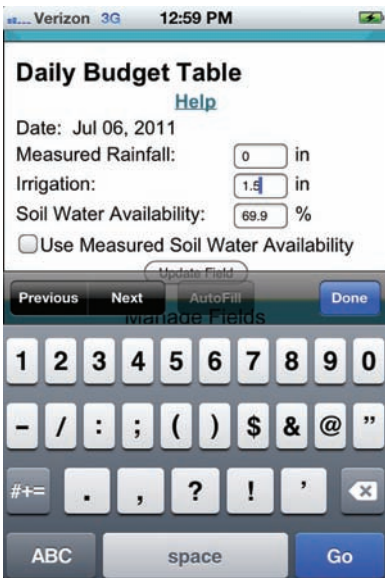 Verizon 3G 12:59 PM
Daily Budget Table
Help
Date: Jul 06, 2011
Measured Rainfall: 0 in
Irrigation: 1.5 in
Soil Water Availability: 69.9 %
Use Measured Soil Water Availability
Update Field
Previous Next AutoFill Done
Manage Fields
1 2 3 4 5 6 7 8 9 0
- / : ; ( ) $ & @ ”
#+= . , ? ! ’
ABC space Go